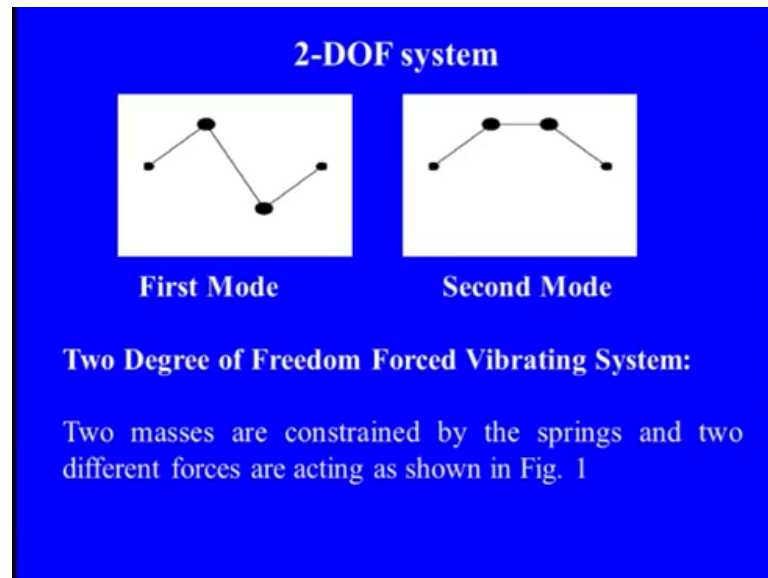 2-DOF system
First Mode
Second Mode
Two Degree of Freedom Forced Vibrating System:
Two masses are constrained by the springs and two
different forces are acting as shown in Fig. 1